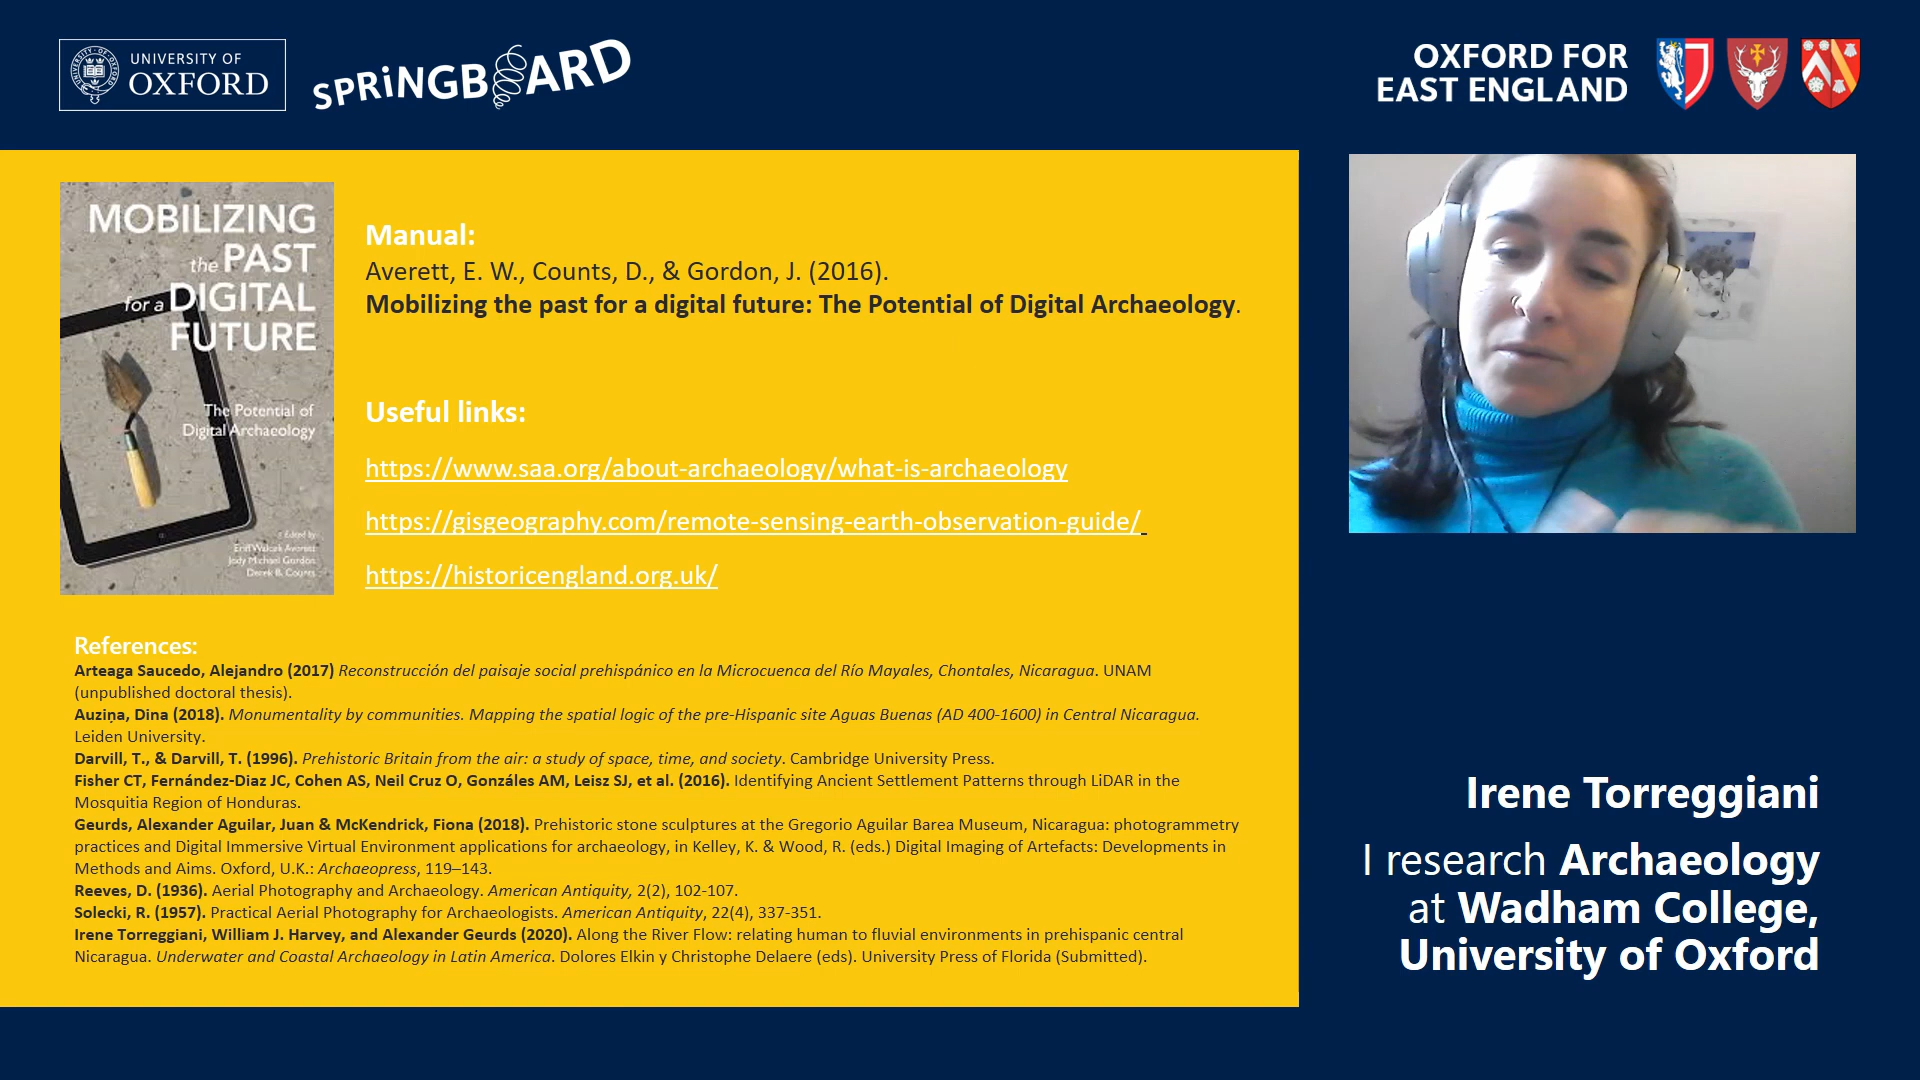 UNIVERSITY OF
OXFORD
SPRiNGBOARD
OXFORD FOR
EAST ENGLAND
MOBILIZING
the PAST
for a DIGITAL
FUTURE
The Potential of
Digital Archaeology
Edited by
Erin Walcek Averett
Jody Michael Gordon
Derek B. Counts
Manual:
Averett, E. W., Counts, D., & Gordon, J. (2016).
Mobilizing the past for a digital future: The Potential of Digital Archaeology.
Useful links:
https://www.saa.org/about-archaeology/what-is-archaeology
https://gisgeography.com/remote-sensing-earth-observation-guide/
https://historicengland.org.uk/
References:
Arteaga Saucedo, Alejandro (2017) Reconstrucción del paisaje social prehispánico en la Microcuenca del Río Mayales, Chontales, Nicaragua. UNAM
(unpublished doctoral thesis).
Auziņa, Dina (2018). Monumentality by communities. Mapping the spatial logic of the pre-Hispanic site Aguas Buenas (AD 400-1600) in Central Nicaragua.
Leiden University.
Darvill, T., & Darvill, T. (1996). Prehistoric Britain from the air: a study of space, time, and society. Cambridge University Press.
Fisher CT, Fernández-Diaz JC, Cohen AS, Neil Cruz O, Gonzáles AM, Leisz SJ, et al. (2016). Identifying Ancient Settlement Patterns through LiDAR in the
Mosquitia Region of Honduras.
Geurds, Alexander Aguilar, Juan & McKendrick, Fiona (2018). Prehistoric stone sculptures at the Gregorio Aguilar Barea Museum, Nicaragua: photogrammetry
practices and Digital Immersive Virtual Environment applications for archaeology, in Kelley, K. & Wood, R. (eds.) Digital Imaging of Artefacts: Developments in
Methods and Aims. Oxford, U.K.: Archaeopress, 119–143.
Reeves, D. (1936). Aerial Photography and Archaeology. American Antiquity, 2(2), 102-107.
Solecki, R. (1957). Practical Aerial Photography for Archaeologists. American Antiquity, 22(4), 337-351.
Irene Torreggiani, William J. Harvey, and Alexander Geurds (2020). Along the River Flow: relating human to fluvial environments in prehispanic central
Nicaragua. Underwater and Coastal Archaeology in Latin America. Dolores Elkin y Christophe Delaere (eds). University Press of Florida (Submitted).
Irene Torreggiani
I research Archaeology
at Wadham College,
University of Oxford